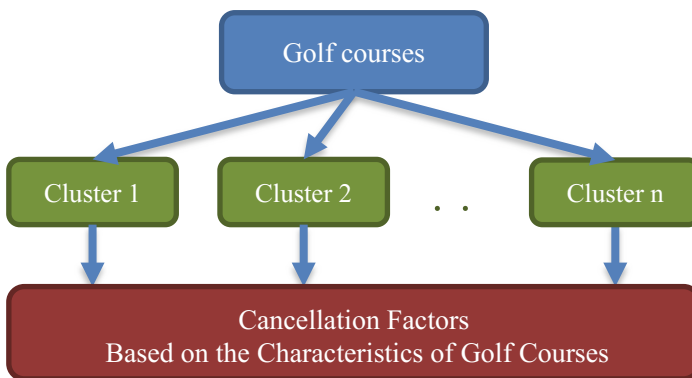 Golf courses
Cluster 1
Cluster 2
. .
Cluster n
Cancellation Factors
Based on the Characteristics of Golf Courses